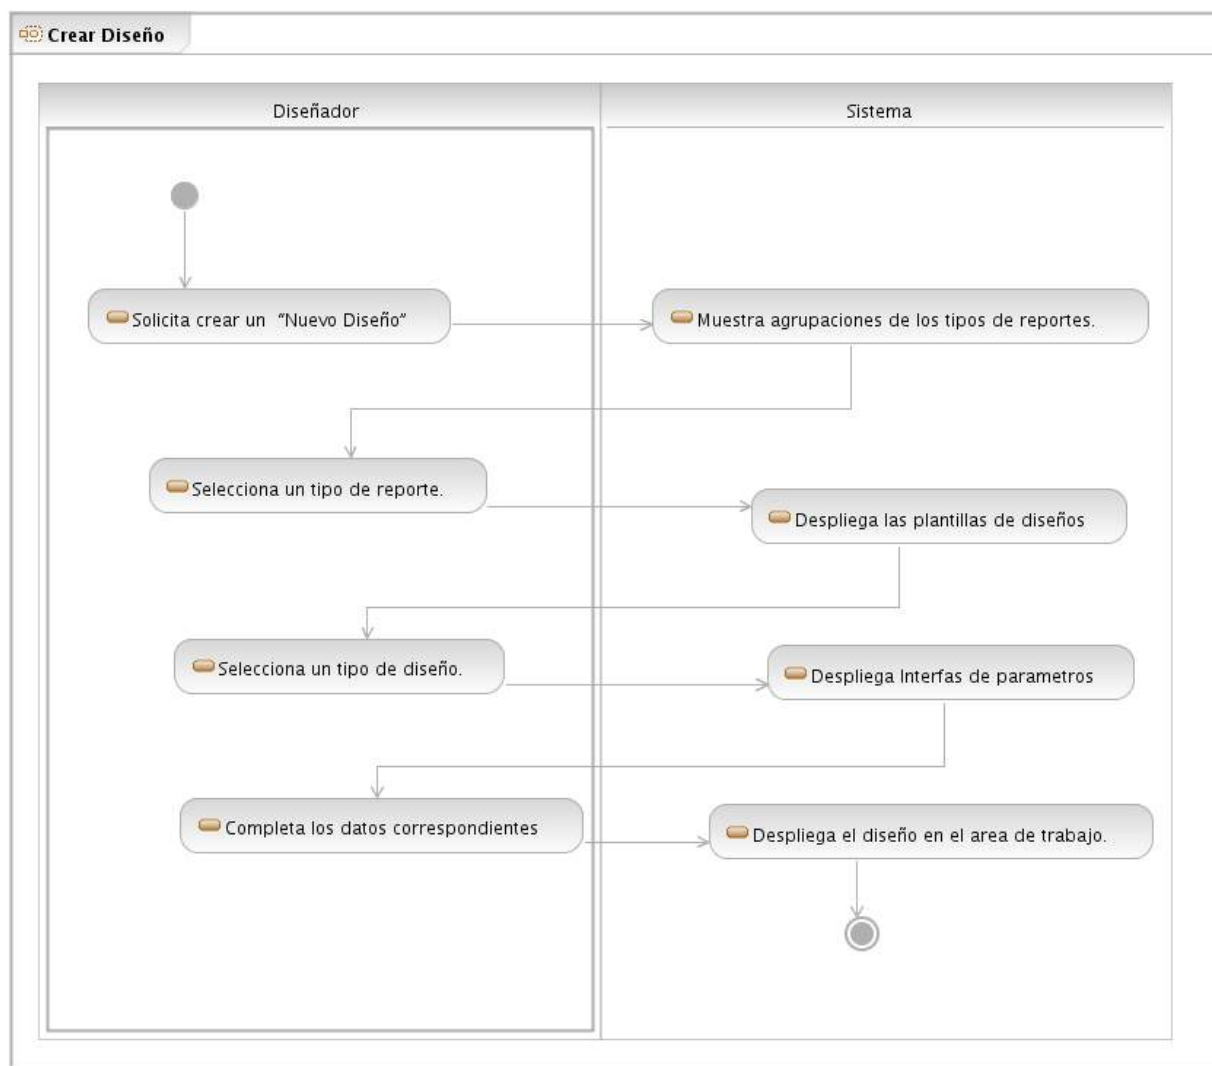 Crear Diseño
Diseñador
Sistema
Solicita crear un “Nuevo Diseño”
Muestra agrupaciones de los tipos de reportes.
Selecciona un tipo de reporte.
Despliega las plantillas de diseños
Selecciona un tipo de diseño.
Despliega Interfas de parametros
Completa los datos correspondientes
Despliega el diseño en el area de trabajo.